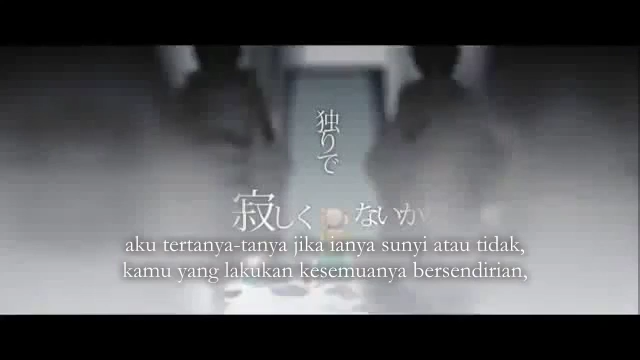 独りで
寂しくないか
aku tertanya-tanya jika ianya sunyi atau tidak,
kamu yang lakukan kesemuanya bersendirian,